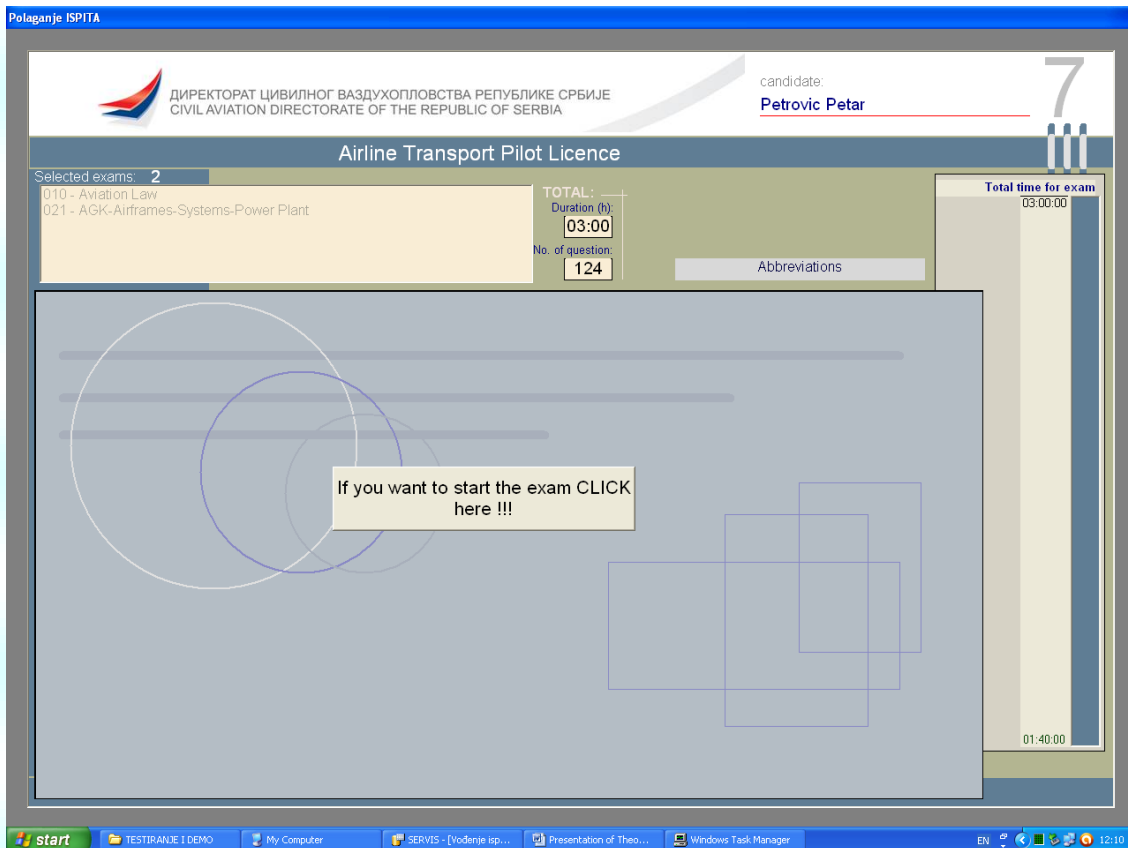 Polaganje ISPITA
ДИРЕКТОРАТ ЦИВИЛНОГ ВАЗДУХОПЛОВСТВА РЕПУБЛИКЕ СРБИЈЕ
CIVIL AVIATION DIRECTORATE OF THE REPUBLIC OF SERBIA
candidate:
Petrovic Petar
7
Airline Transport Pilot Licence
Selected exams: 2
010 - Aviation Law
021 - AGK-Airframes-Systems-Power Plant
TOTAL:
Duration (h):
03:00
No. of question:
124
Abbreviations
Total time for exam
03:00:00
If you want to start the exam CLICK
here !!!
01:40:00
start
TESTIRANJE I DEMO
My Computer
SERVIS - [Vođenje isp...
Presentation of Theo...
Windows Task Manager
EN
12:10